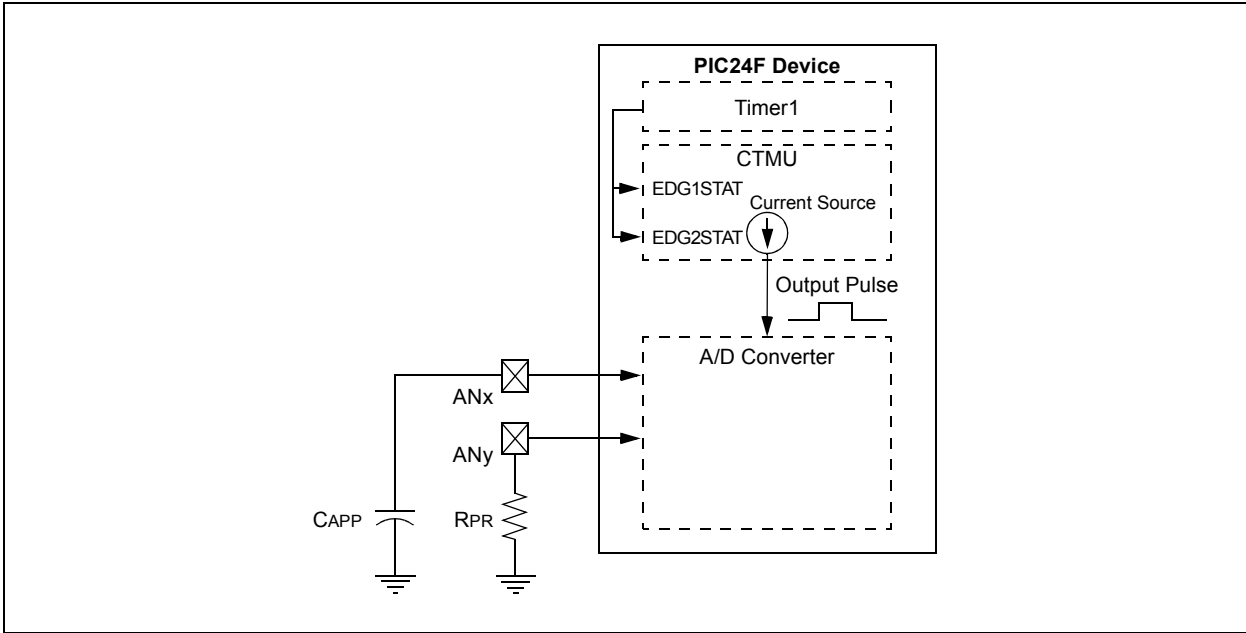 PIC24F Device
Timer1
CTMU
EDG1STAT
Current Source
EDG2STAT
Output Pulse
A/D Converter
ANx
ANy
CAPP
RPR